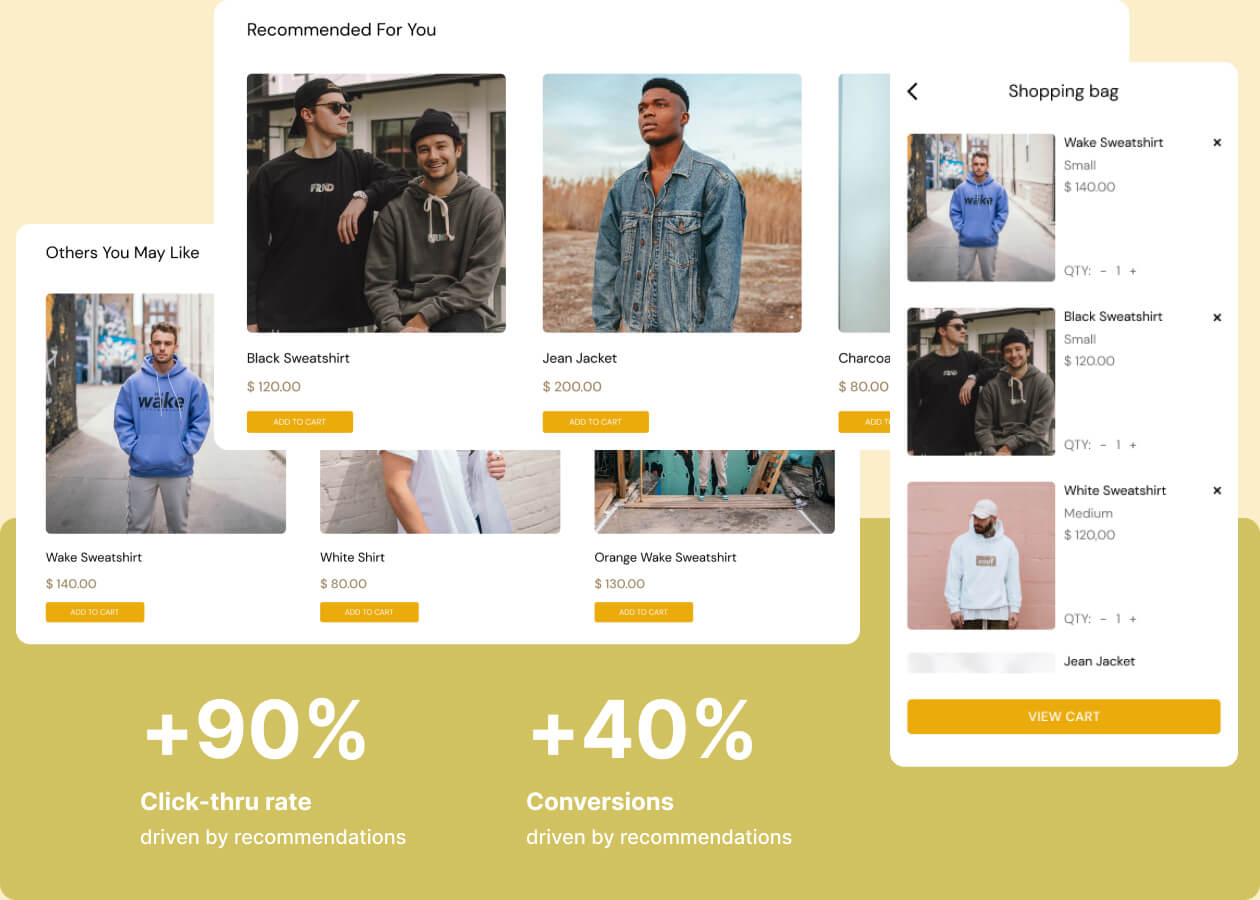 Recommended For You
Black Sweatshirt
$ 120.00
ADD TO CART
Jean Jacket
$ 200.00
ADD TO CART
$ 80.00
Others You May Like
wake
Wake Sweatshirt
$ 140.00
ADD TO CART
White Shirt
$ 80.00
ADD TO CART
Orange Wake Sweatshirt
$ 130.00
ADD TO CART
Shopping bag
Wake Sweatshirt
Small
$ 140.00
QTY: - 1 +
wake
Black Sweatshirt
Small
$ 120.00
QTY: - 1 +
White Sweatshirt
Medium
$ 120,00
QTY: - 1 +
Jean Jacket
VIEW CART
+90%
Click-thru rate
driven by recommendations
+40%
Conversions
driven by recommendations